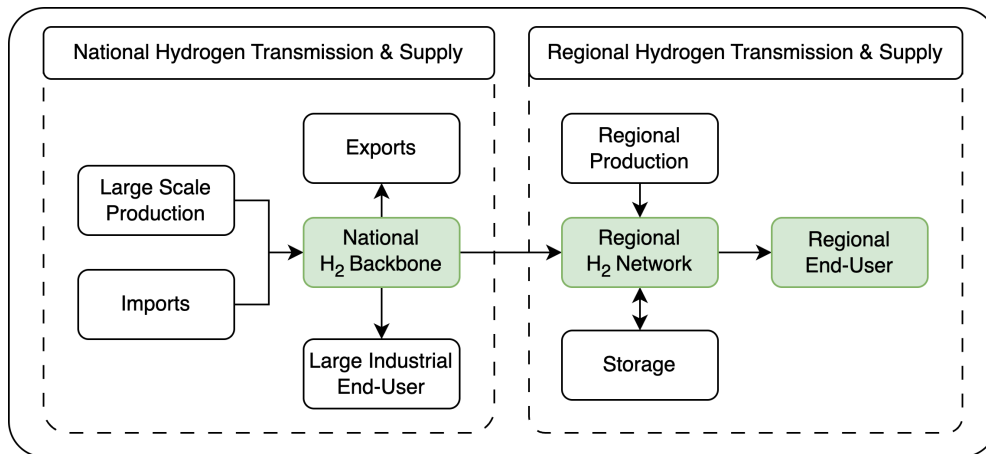 National Hydrogen Transmission & Supply
Regional Hydrogen Transmission & Supply
Exports
Large Scale
Production
National
H₂ Backbone
Imports
Large Industrial
End-User
Regional
Production
Regional
H₂ Network
Regional
End-User
Storage